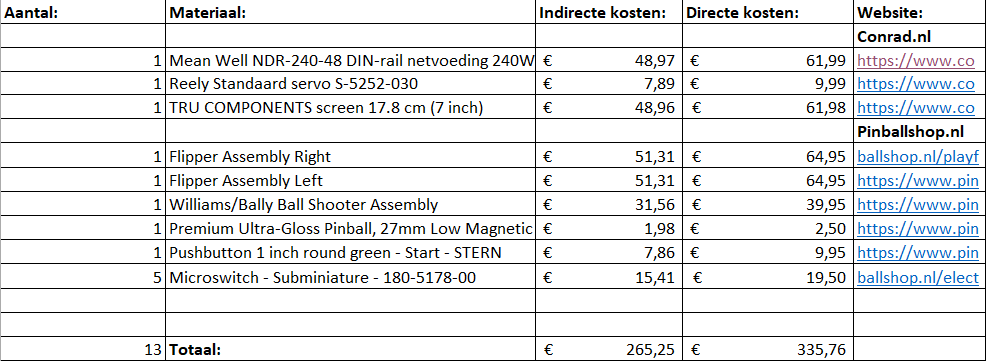 Aantal: Materiaal: Indirecte kosten: Directe kosten: Website:
Conrad.nl
1 Mean Well NDR-240-48 DIN-rail netvoeding 240W € 48,97 € 61,99 https://www.co
1 Reely Standaard servo S-5252-030 € 7,89 € 9,99 https://www.co
1 TRU COMPONENTS screen 17.8 cm (7 inch) € 48,96 € 61,98 https://www.co
Pinballshop.nl
1 Flipper Assembly Right € 51,31 € 64,95 ballshop.nl/playf
1 Flipper Assembly Left € 51,31 € 64,95 https://www.pin
1 Williams/Bally Ball Shooter Assembly € 31,56 € 39,95 https://www.pin
1 Premium Ultra-Gloss Pinball, 27mm Low Magnetic € 1,98 € 2,50 https://www.pin
1 Pushbutton 1 inch round green - Start - STERN € 7,86 € 9,95 https://www.pin
5 Microswitch - Subminiature - 180-5178-00 € 15,41 € 19,50 ballshop.nl/elect
13 Totaal: € 265,25 € 335,76